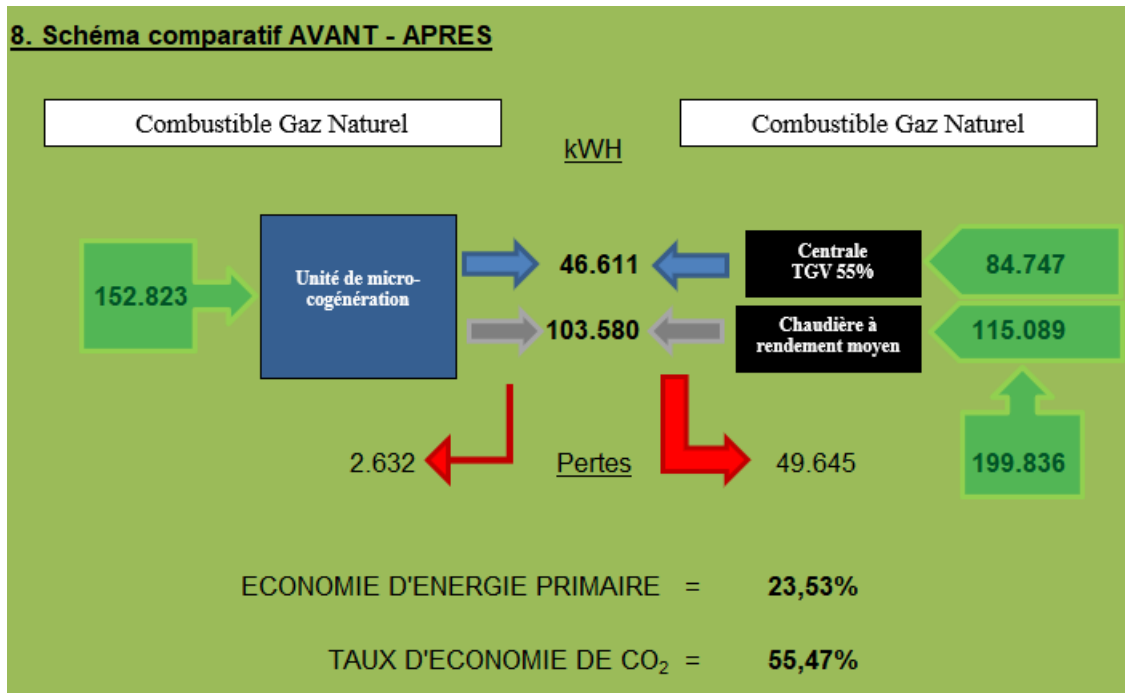 8. Schéma comparatif AVANT - APRES
Combustible Gaz Naturel
Combustible Gaz Naturel
kWH
152.823
Unité de micro-
cogénération
46.611
103.580
Centrale
TGV 55%
84.747
Chaudière à
rendement moyen
115.089
2.632
Pertes
49.645
199.836
ECONOMIE D'ENERGIE PRIMAIRE = 23,53%
TAUX D'ECONOMIE DE CO₂ = 55,47%